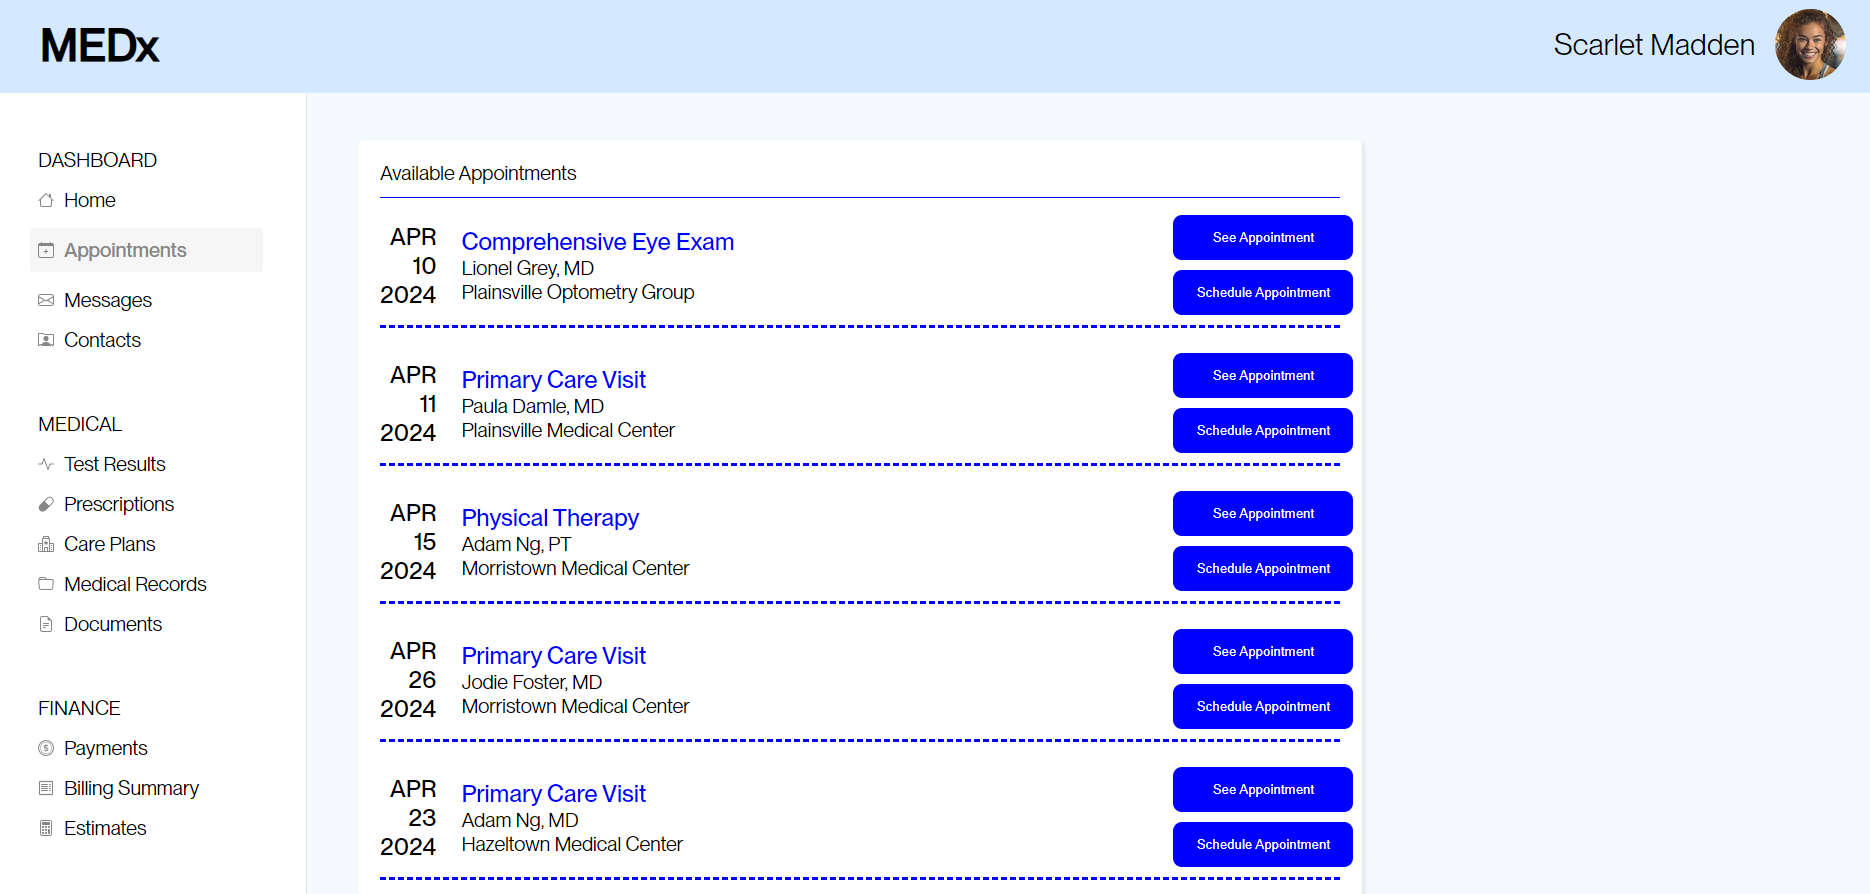 MEDx
Scarlet Madden
DASHBOARD
Home
Appointments
Messages
Contacts
MEDICAL
Test Results
Prescriptions
Care Plans
Medical Records
Documents
FINANCE
Payments
Billing Summary
Estimates
Available Appointments
APR
10
2024
Comprehensive Eye Exam
Lionel Grey, MD
Plainsville Optometry Group
See Appointment
Schedule Appointment
APR
11
2024
Primary Care Visit
Paula Damle, MD
Plainsville Medical Center
See Appointment
Schedule Appointment
APR
15
2024
Physical Therapy
Adam Ng, PT
Morristown Medical Center
See Appointment
Schedule Appointment
APR
26
2024
Primary Care Visit
Jodie Foster, MD
Morristown Medical Center
See Appointment
Schedule Appointment
APR
23
2024
Primary Care Visit
Adam Ng, MD
Hazeltown Medical Center
See Appointment
Schedule Appointment